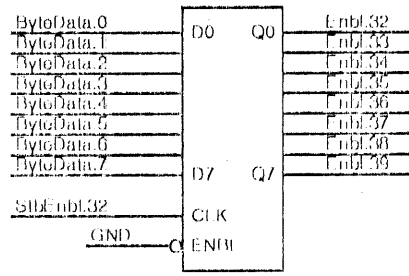 ByteData.0 D0 Q0 Enbl.32
ByteData.1 Enbl.33
ByteData.2 Enbl.34
ByteData.3 Enbl.35
ByteData.4 Enbl.36
ByteData.5 Enbl.37
ByteData.6 Enbl.38
ByteData.7 D7 Q7 Enbl.39
StbEnbl.32 CLK
GND ENBL